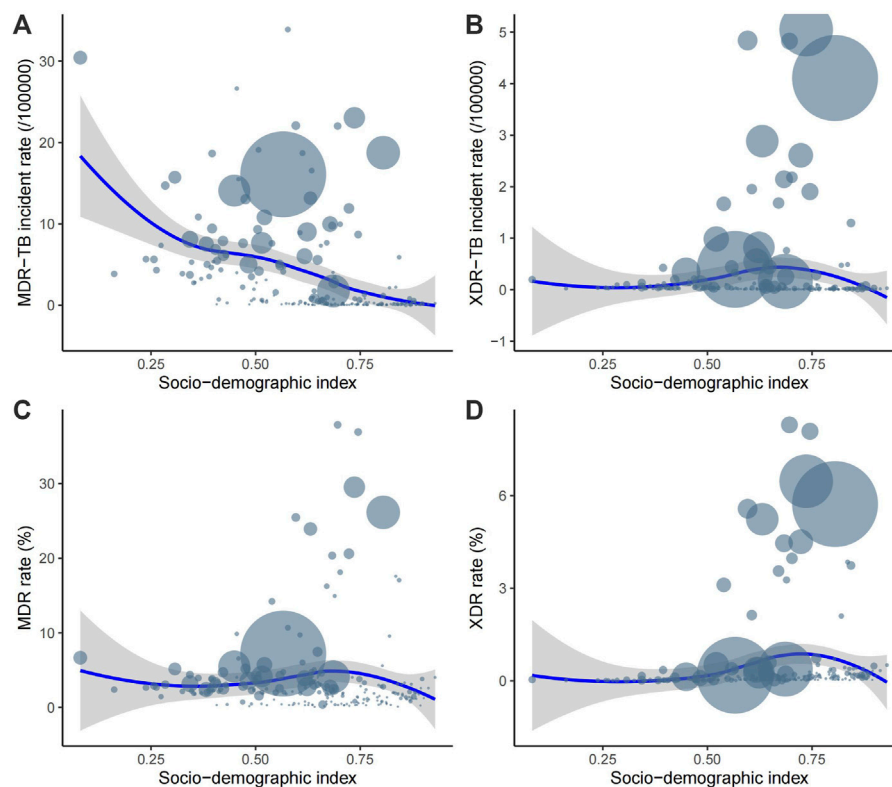 A
MDR−TB incident rate (/100000)
30
20
10
0
0.25 0.50 0.75
Socio−demographic index
B
XDR−TB incident rate (/100000)
5
4
3
2
1
0
−1
0.25 0.50 0.75
Socio−demographic index
C
MDR rate (%)
30
20
10
0
0.25 0.50 0.75
Socio−demographic index
D
XDR rate (%)
6
3
0
0.25 0.50 0.75
Socio−demographic index